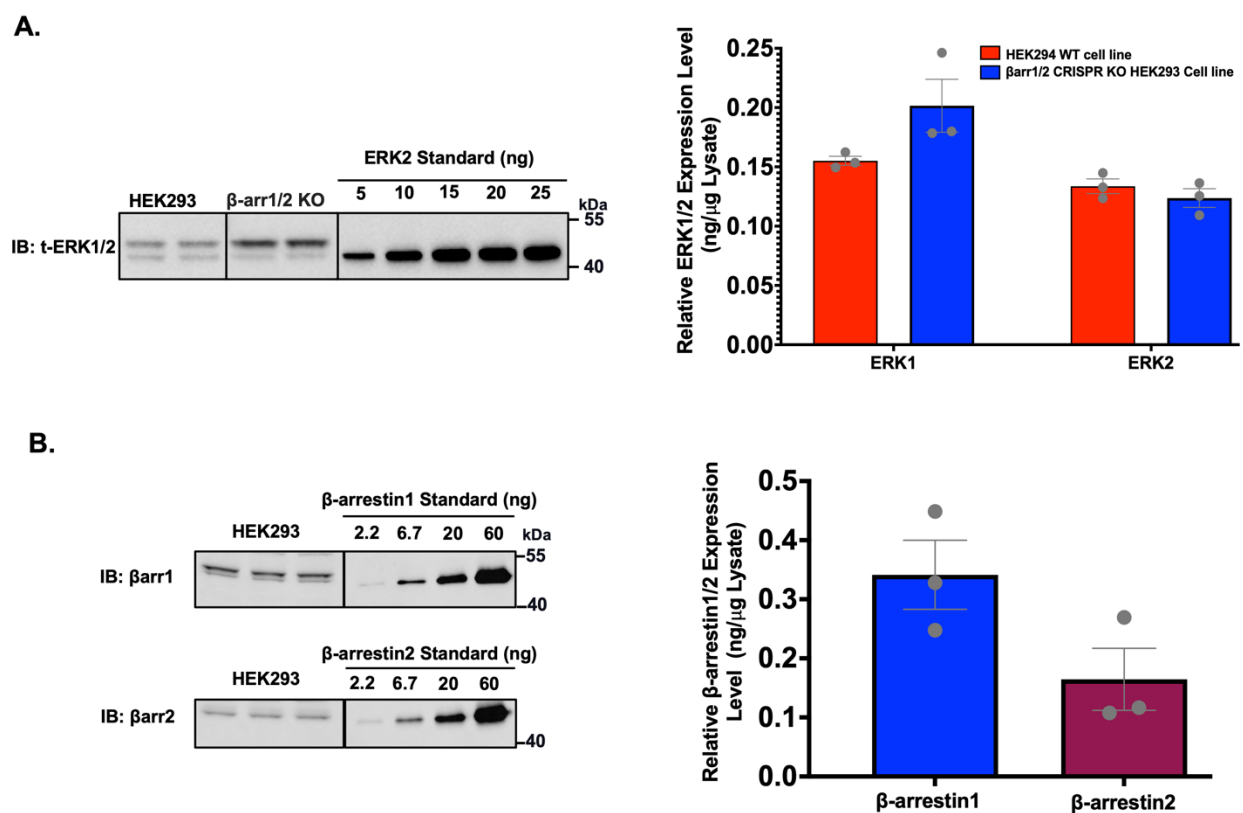 A.
ERK2 Standard (ng)
HEK293 β-arr1/2 KO 5 10 15 20 25 kDa
55
IB: t-ERK1/2
40
Relative ERK1/2 Expression Level
(ng/μg Lysate)
0.25
0.20
0.15
0.10
0.05
0.00
HEK294 WT cell line
βarr1/2 CRISPR KO HEK293 Cell line
ERK1 ERK2
B.
β-arrestin1 Standard (ng)
HEK293 2.2 6.7 20 60 kDa
55
IB: βarr1
40
β-arrestin2 Standard (ng)
HEK293 2.2 6.7 20 60
IB: βarr2
40
Relative β-arrestin1/2 Expression
Level (ng/μg Lysate)
0.5
0.4
0.3
0.2
0.1
0.0
β-arrestin1 β-arrestin2